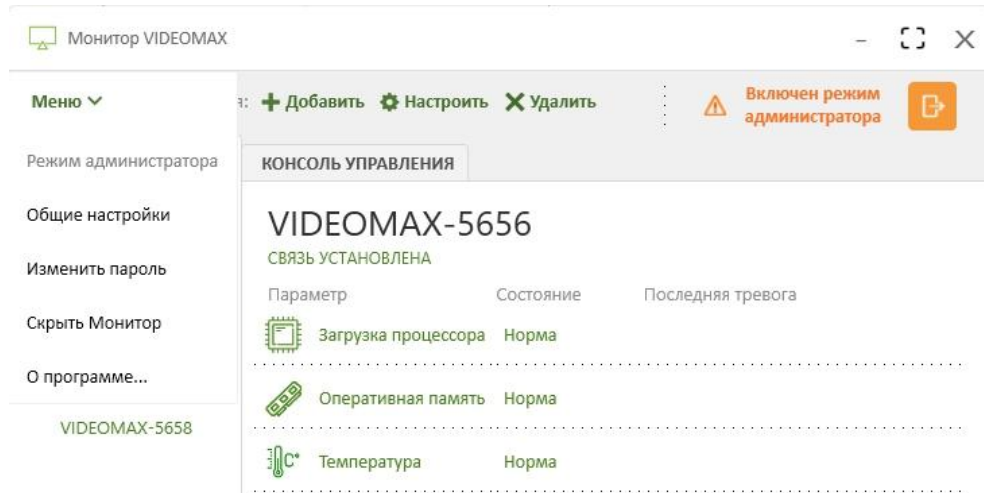 Монитор VIDEOMAX
Меню
я: Добавить Настроить Удалить
Включен режим
администратора
Режим администратора
Общие настройки
Изменить пароль
Скрыть Монитор
О программе...
VIDEOMAX-5658
КОНСОЛЬ УПРАВЛЕНИЯ
VIDEOMAX-5656
СВЯЗЬ УСТАНОВЛЕНА
Параметр Состояние Последняя тревога
Загрузка процессора Норма
Оперативная память Норма
C° Температура Норма